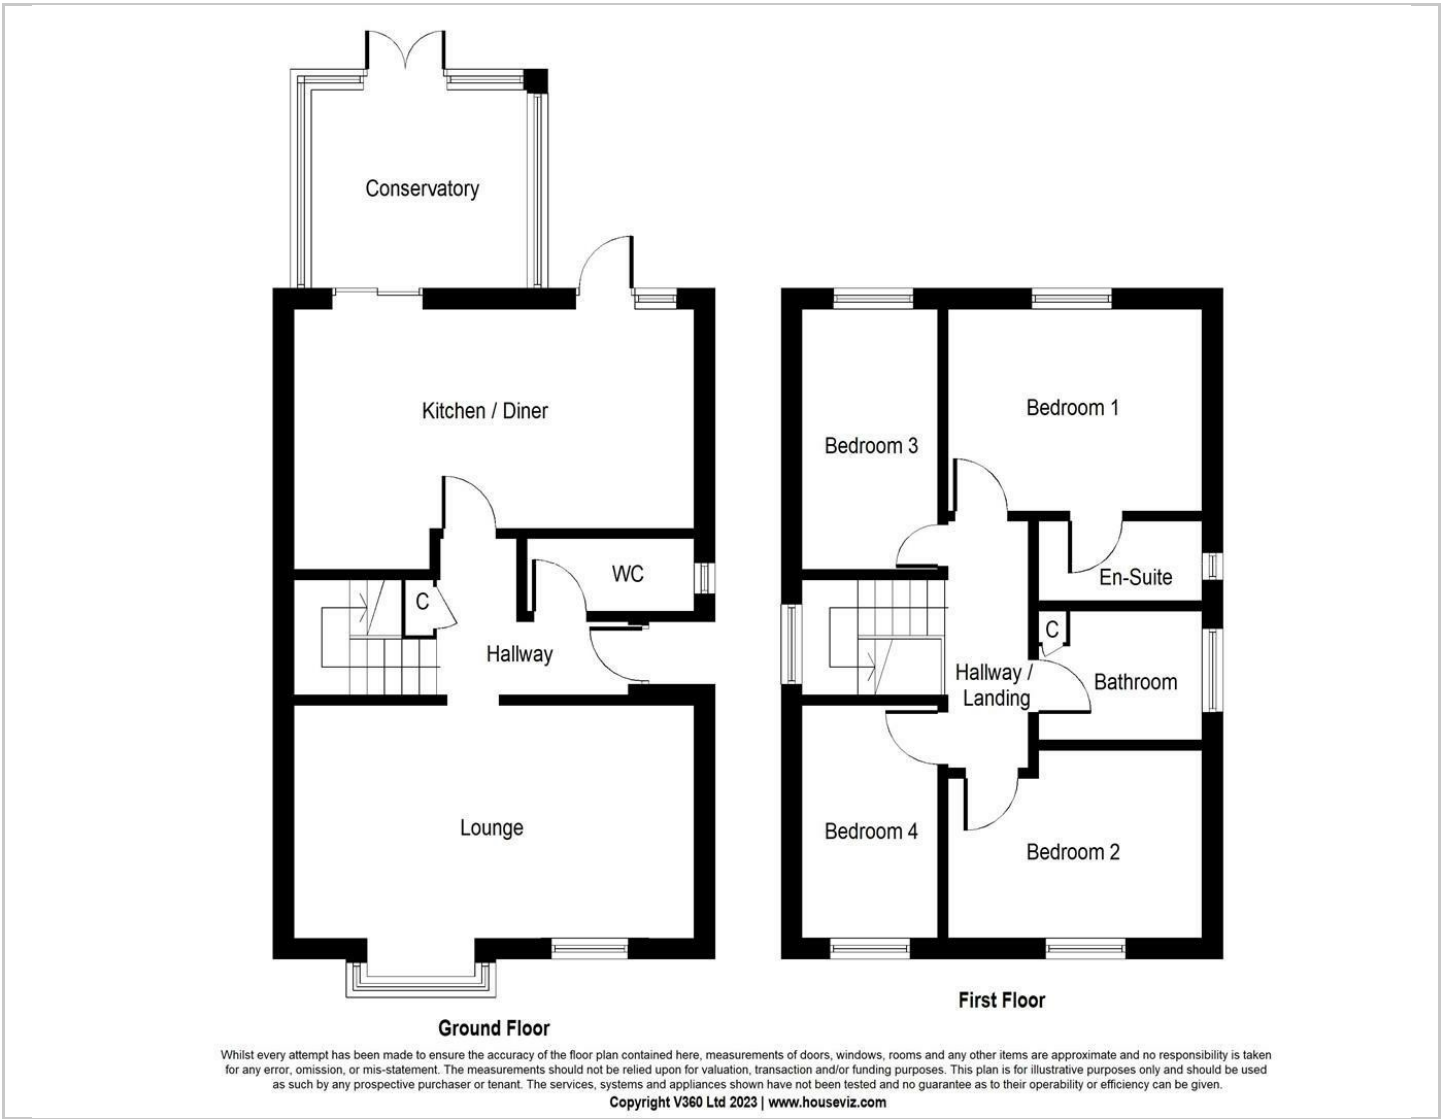 Conservatory
Kitchen / Diner
WC
C
Hallway
Lounge
Ground Floor
Bedroom 1
Bedroom 3
En-Suite
C
Hallway /
Landing
Bathroom
Bedroom 4
Bedroom 2
First Floor
Whilst every attempt has been made to ensure the accuracy of the floor plan contained here, measurements of doors, windows, rooms and any other items are approximate and no responsibility is taken
for any error, omission, or mis-statement. The measurements should not be relied upon for valuation, transaction and/or funding purposes. This plan is for illustrative purposes only and should be used
as such by any prospective purchaser or tenant. The services, systems and appliances shown have not been tested and no guarantee as to their operability or efficiency can be given.
Copyright V360 Ltd 2023 | www.houseviz.com